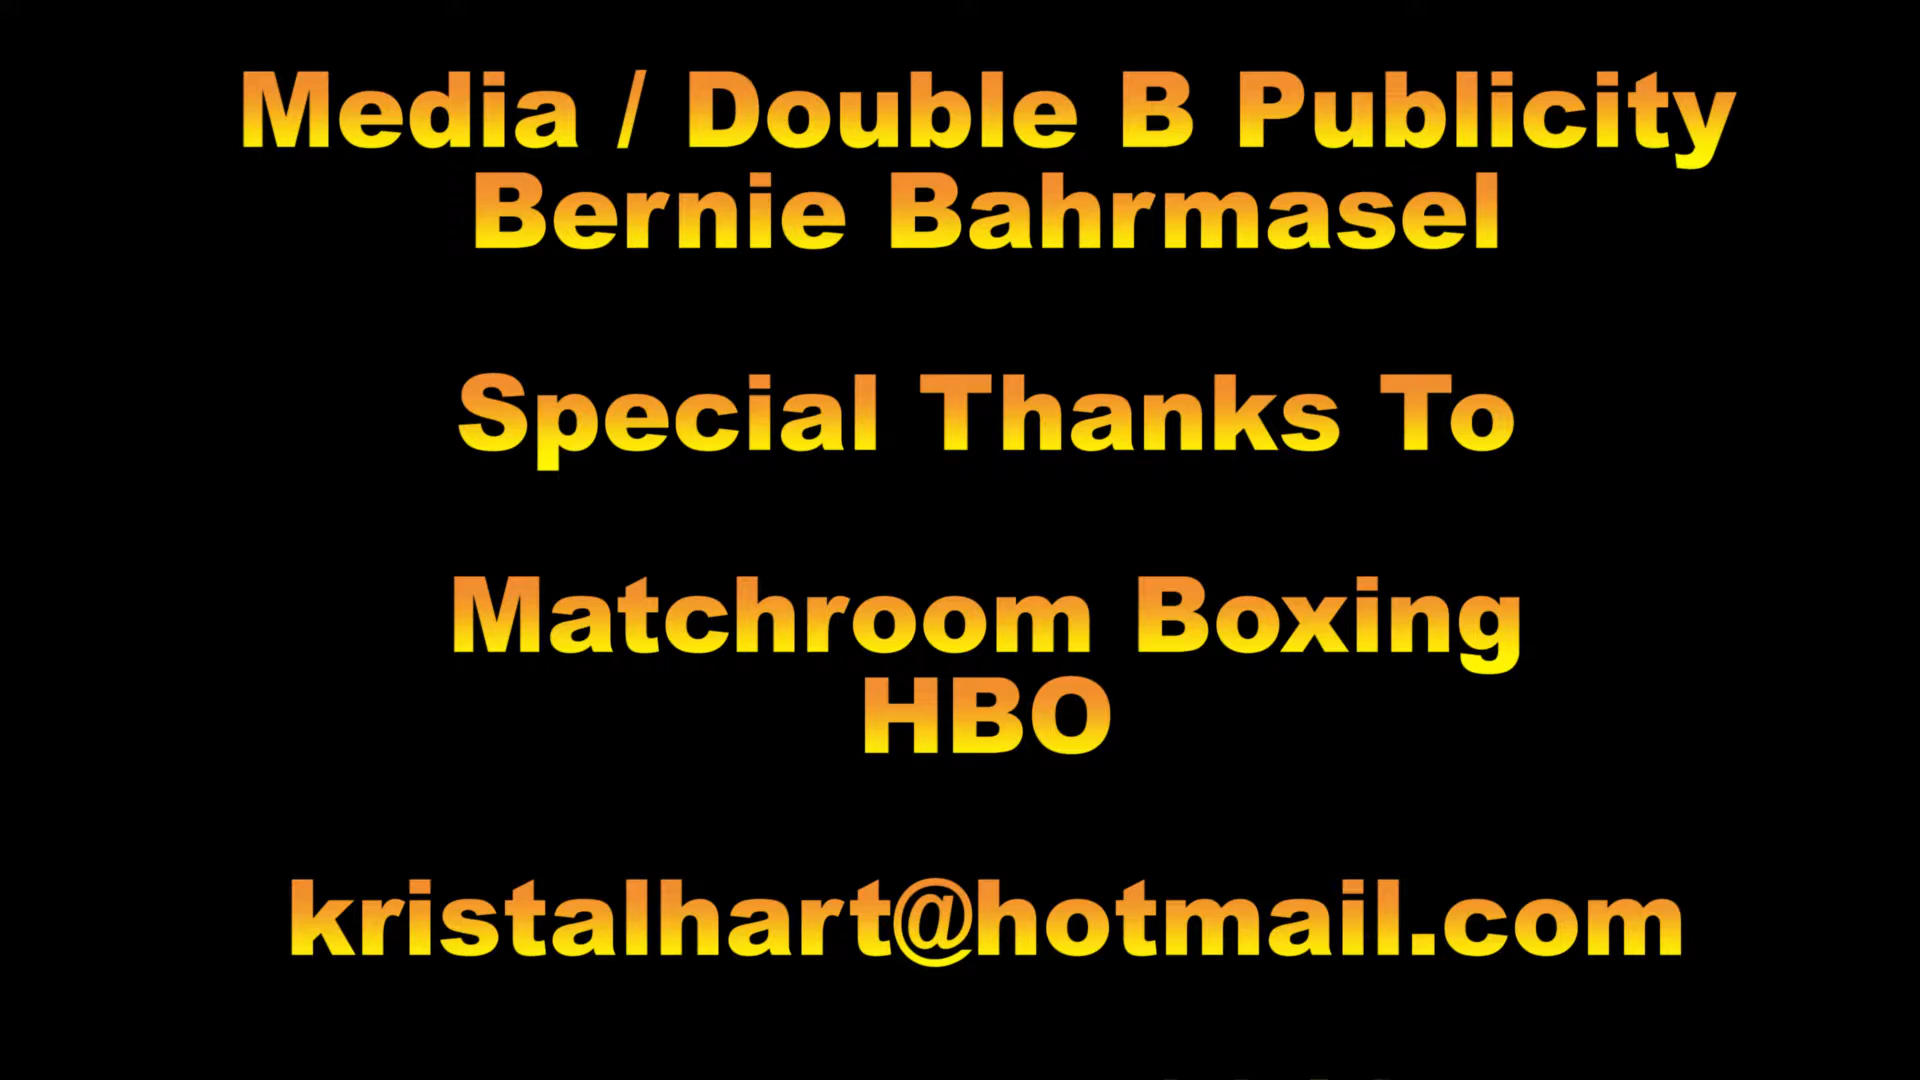 Media / Double B Publicity
Bernie Bahrmasel
Special Thanks To
Matchroom Boxing
HBO
kristalhart@hotmail.com